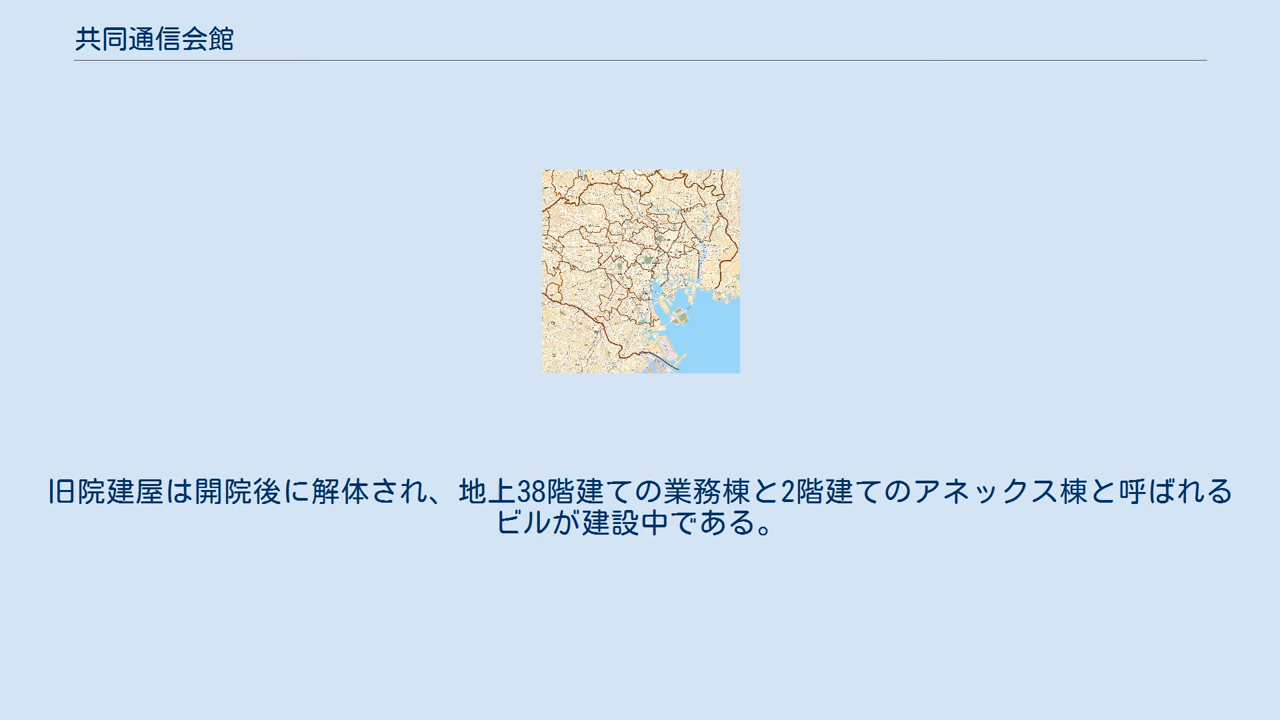 共同通信会館
旧院建屋は開院後に解体され、地上38階建ての業務棟と2階建てのアネックス棟と呼ばれる
ビルが建設中である。